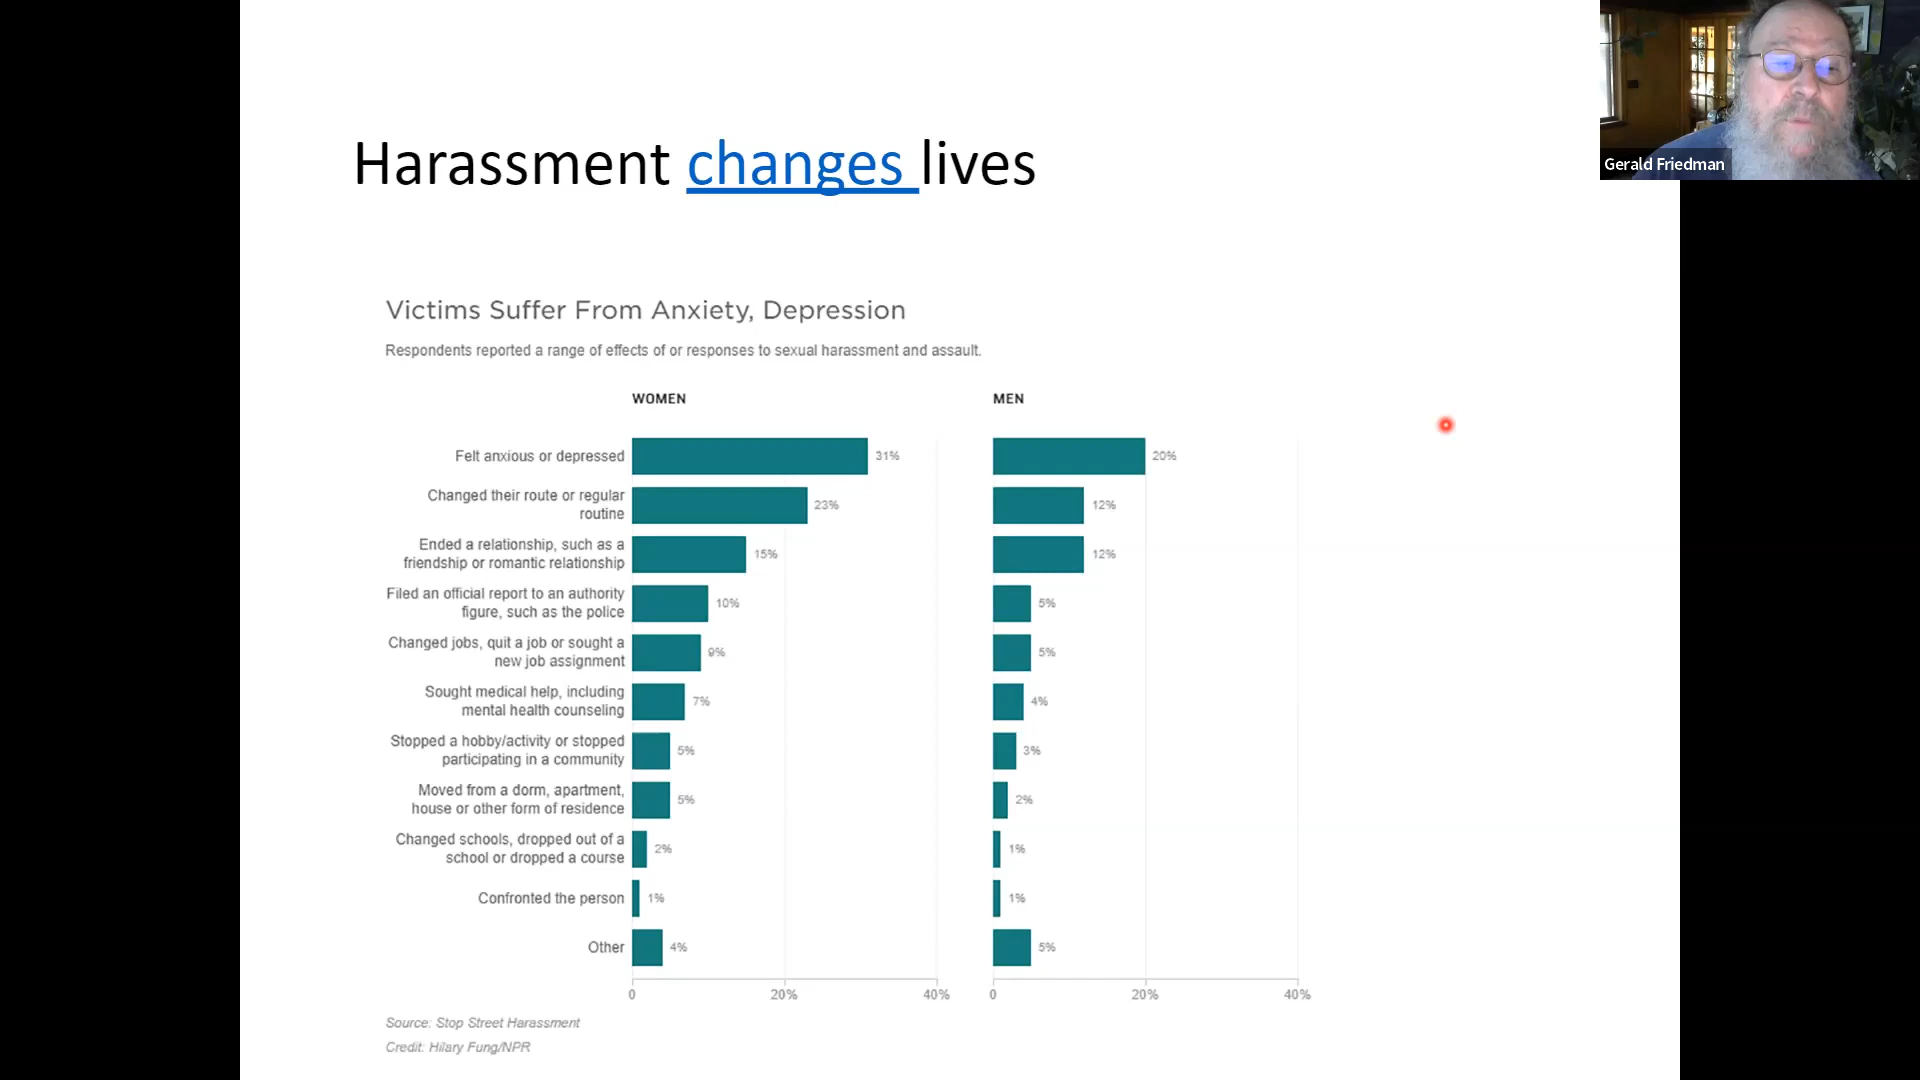 Harassment changes lives
Gerald Friedman
Victims Suffer From Anxiety, Depression
Respondents reported a range of effects of or responses to sexual harassment and assault.
WOMEN
MEN
Felt anxious or depressed
31%
20%
Changed their route or regular
routine
23%
12%
Ended a relationship, such as a
friendship or romantic relationship
15%
12%
Filed an official report to an authority
figure, such as the police
10%
5%
Changed jobs, quit a job or sought a
new job assignment
9%
5%
Sought medical help, including
mental health counseling
7%
4%
Stopped a hobby/activity or stopped
participating in a community
5%
3%
Moved from a dorm, apartment,
house or other form of residence
5%
2%
Changed schools, dropped out of a
school or dropped a course
2%
1%
Confronted the person
1%
1%
Other
4%
5%
0 20% 40%
0 20% 40%
Source: Stop Street Harassment
Credit: Hilary Fung/NPR